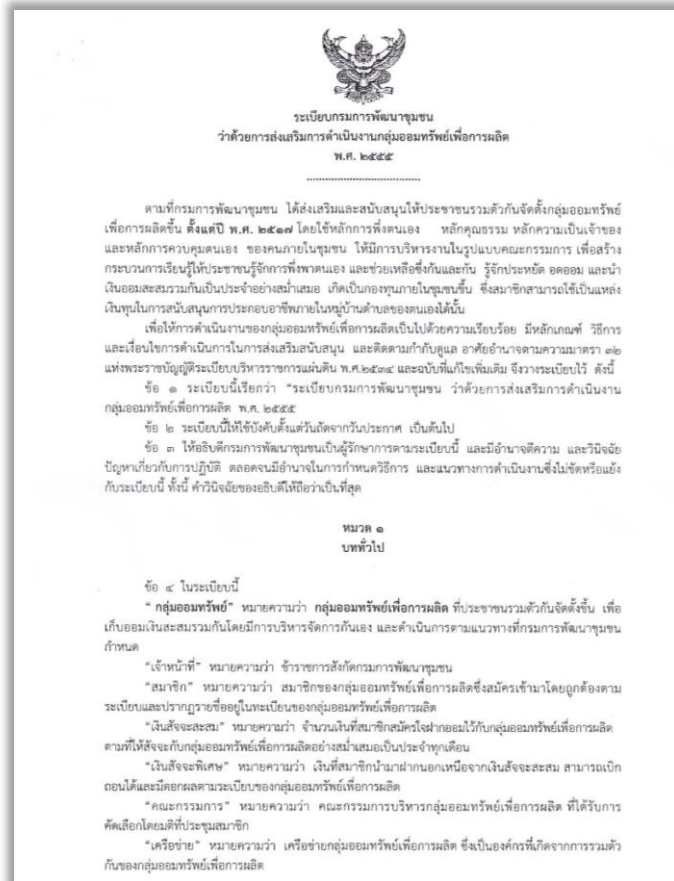 ระเบียบกรมการพัฒนาชุมชน
ว่าด้วยการส่งเสริมการดำเนินงานกลุ่มออมทรัพย์เพื่อการผลิต
พ.ศ. ๒๕๕๕
ตามที่กรมการพัฒนาชุมชน ได้ส่งเสริมและสนับสนุนให้ประชาชนรวมตัวกันจัดตั้งกลุ่มออมทรัพย์
เพื่อการผลิตขึ้น ตั้งแต่ปี พ.ศ. ๒๕๑๗ โดยใช้หลักการพึ่งตนเอง หลักคุณธรรม หลักความเป็นเจ้าของ
และหลักการควบคุมตนเอง ของคนภายในชุมชน ให้มีการบริหารงานในรูปแบบคณะกรรมการ เพื่อสร้าง
กระบวนการเรียนรู้ให้ประชาชนรู้จักการพึ่งพาตนเอง และช่วยเหลือซึ่งกันและกัน รู้จักประหยัด อดออม และนำ
เงินออมสะสมรวมกันเป็นประจำอย่างสม่ำเสมอ เกิดเป็นกองทุนภายในชุมชนขึ้น ซึ่งสมาชิกสามารถใช้เป็นแหล่ง
เงินทุนในการสนับสนุนการประกอบอาชีพภายในหมู่บ้านตำบลของตนเองได้นั้น
เพื่อให้การดำเนินงานของกลุ่มออมทรัพย์เพื่อการผลิตเป็นไปด้วยความเรียบร้อย มีหลักเกณฑ์ วิธีการ
และเงื่อนไขการดำเนินการในการส่งเสริมสนับสนุน และติดตามกำกับดูแล อาศัยอำนาจตามความมาตรา ๓๒
แห่งพระราชบัญญัติระเบียบบริหารราชการแผ่นดิน พ.ศ.๒๕๓๔ และฉบับที่แก้ไขเพิ่มเติม จึงวางระเบียบไว้ ดังนี้
ข้อ ๑ ระเบียบนี้เรียกว่า "ระเบียบกรมการพัฒนาชุมชน ว่าด้วยการส่งเสริมการดำเนินงาน
กลุ่มออมทรัพย์เพื่อการผลิต พ.ศ. ๒๕๕๕
ข้อ ๒ ระเบียบนี้ให้ใช้บังคับตั้งแต่วันถัดจากวันประกาศ เป็นต้นไป
ข้อ ๓ ให้อธิบดีกรมการพัฒนาชุมชนเป็นผู้รักษาการตามระเบียบนี้ และมีอำนาจตีความ และวินิจฉัย
ปัญหาเกี่ยวกับการปฏิบัติ ตลอดจนมีอำนาจในการกำหนดวิธีการ และแนวทางการดำเนินงานซึ่งไม่ขัดหรือแย้ง
กับระเบียบนี้ ทั้งนี้ คำวินิจฉัยของอธิบดีให้ถือว่าเป็นที่สุด
หมวด ๑
บททั่วไป
ข้อ ๔ ในระเบียบนี้
" กลุ่มออมทรัพย์" หมายความว่า กลุ่มออมทรัพย์เพื่อการผลิต ที่ประชาชนรวมตัวกันจัดตั้งขึ้น เพื่อ
เก็บออมเงินสะสมรวมกันโดยมีการบริหารจัดการกันเอง และดำเนินการตามแนวทางที่กรมการพัฒนาชุมชน
กำหนด
"เจ้าหน้าที่" หมายความว่า ข้าราชการสังกัดกรมการพัฒนาชุมชน
"สมาชิก" หมายความว่า สมาชิกของกลุ่มออมทรัพย์เพื่อการผลิตซึ่งสมัครเข้ามาโดยถูกต้องตาม
ระเบียบและปรากฏรายชื่ออยู่ในทะเบียนของกลุ่มออมทรัพย์เพื่อการผลิต
"เงินสัจจะสะสม" หมายความว่า จำนวนเงินที่สมาชิกสมัครใจฝากออมไว้กับกลุ่มออมทรัพย์เพื่อการผลิต
ตามที่ให้สัจจะกับกลุ่มออมทรัพย์เพื่อการผลิตอย่างสม่ำเสมอเป็นประจำทุกเดือน
"เงินสัจจะพิเศษ" หมายความว่า เงินที่สมาชิกนำมาฝากนอกเหนือจากเงินสัจจะสะสม สามารถเบิก
ถอนได้และมีดอกผลตามระเบียบของกลุ่มออมทรัพย์เพื่อการผลิต
"คณะกรรมการ" หมายความว่า คณะกรรมการบริหารกลุ่มออมทรัพย์เพื่อการผลิต ที่ได้รับการ
คัดเลือกโดยมติที่ประชุมสมาชิก
"เครือข่าย" หมายความว่า เครือข่ายกลุ่มออมทรัพย์เพื่อการผลิต ซึ่งเป็นองค์กรที่เกิดจากการรวมตัว
กันของกลุ่มออมทรัพย์เพื่อการผลิต